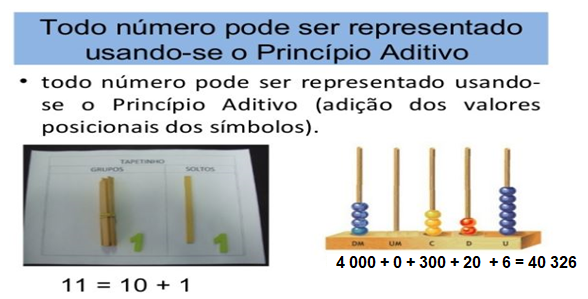 Todo número pode ser representado
usando-se o Princípio Aditivo
• todo número pode ser representado usando-
se o Princípio Aditivo (adição dos valores
posicionais dos símbolos).
TAPETINHO
GRUPOS SOLTOS
1 1
DM UM C D U
11 = 10 + 1
4 000 + 0 + 300 + 20 + 6 = 40 326